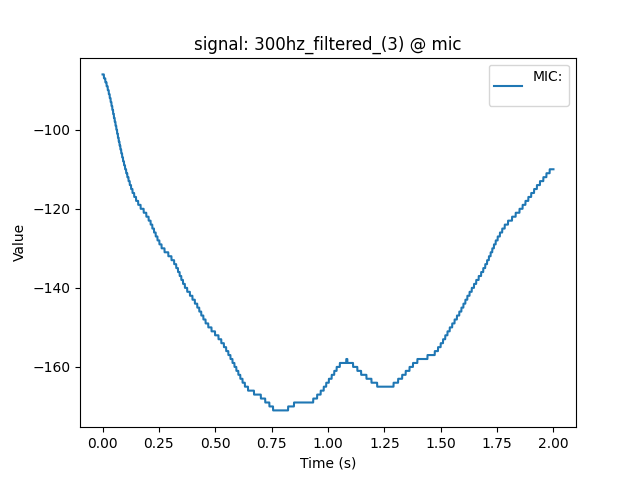 signal: 300hz_filtered_(3) @ mic
MIC:
−100
−120
−140
−160
Value
0.00 0.25 0.50 0.75 1.00 1.25 1.50 1.75 2.00
Time (s)